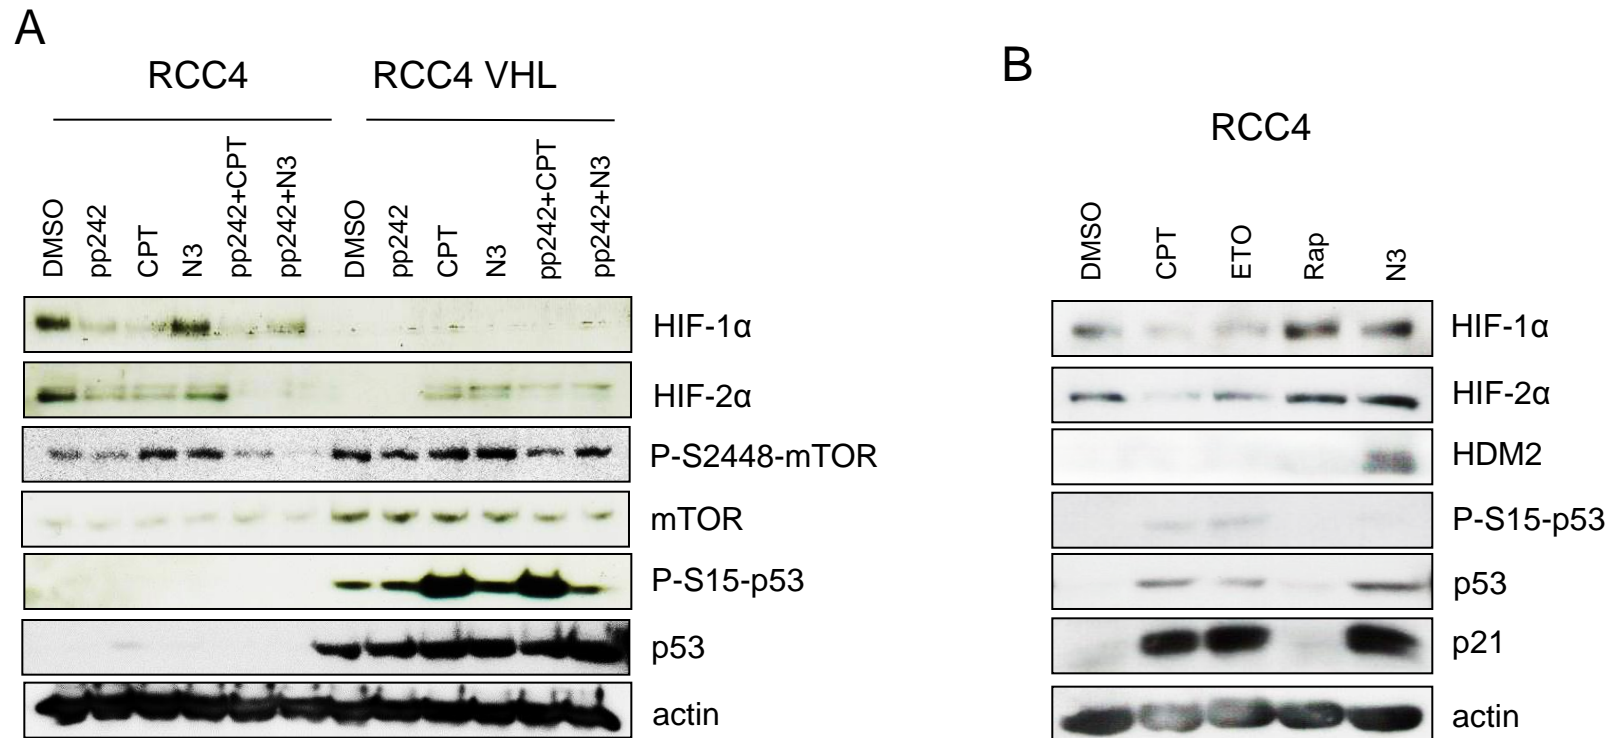 A
RCC4
RCC4 VHL
DMSO
pp242
CPT
N3
pp242+CPT
pp242+N3
DMSO
pp242
CPT
N3
pp242+CPT
pp242+N3
HIF-1α
HIF-2α
P-S2448-mTOR
mTOR
P-S15-p53
p53
actin
B
RCC4
DMSO
CPT
ETO
Rap
N3
HIF-1α
HIF-2α
HDM2
P-S15-p53
p53
p21
actin